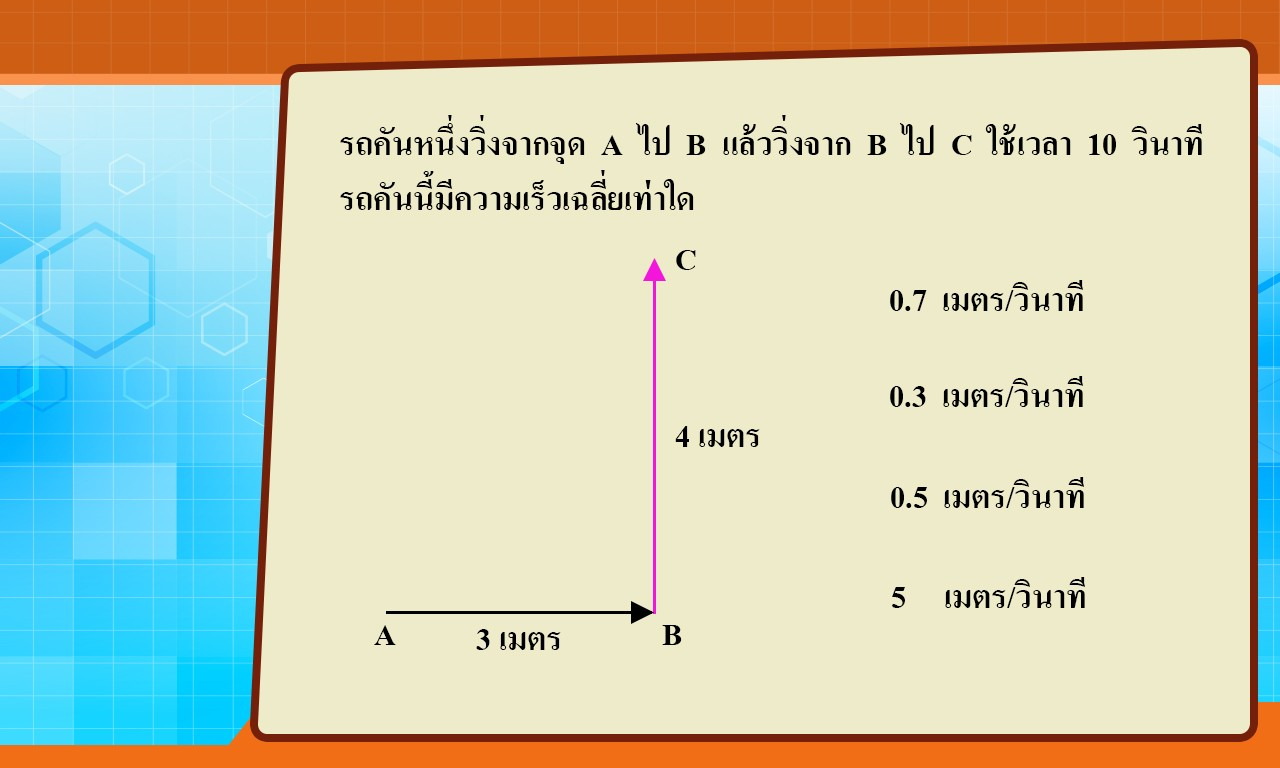 รถคันหนึ่งวิ่งจากจุด A ไป B แล้ววิ่งจาก B ไป C ใช้เวลา 10 วินาที
รถคันนี้มีความเร็วเฉลี่ยเท่าใด
C
0.7 เมตร/วินาที
0.3 เมตร/วินาที
4 เมตร
0.5 เมตร/วินาที
5 เมตร/วินาที
A 3 เมตร B